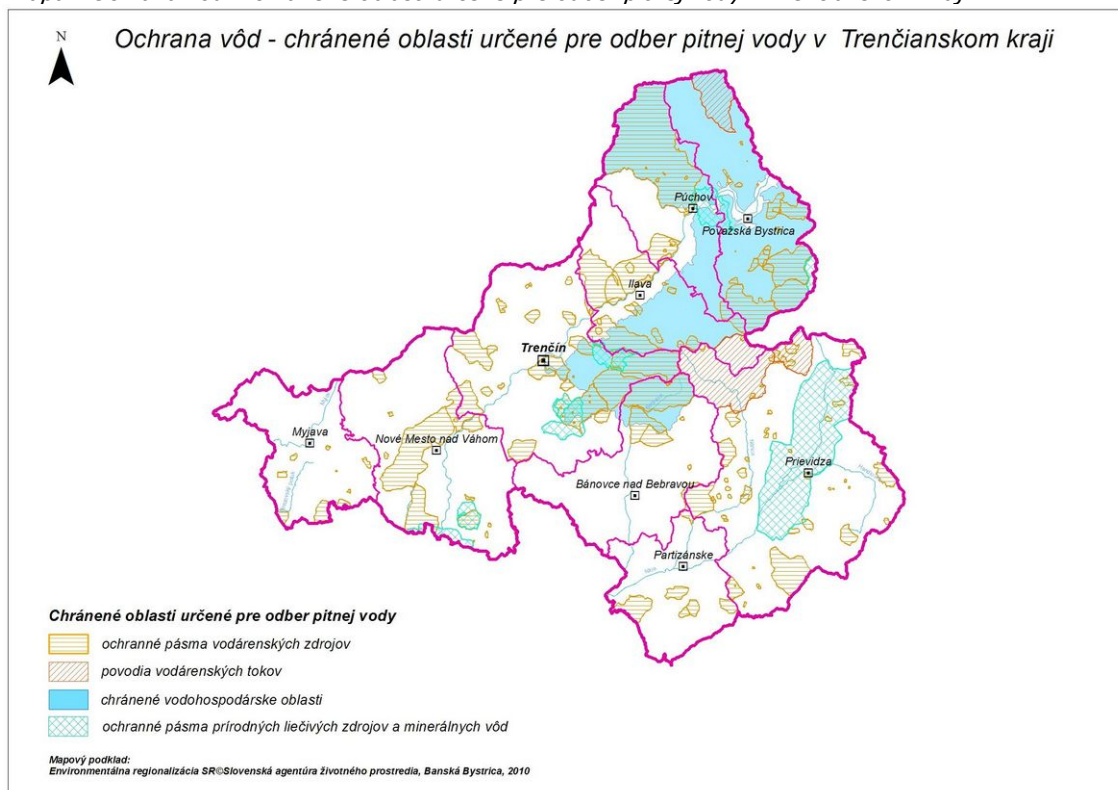 N
Ochrana vôd - chránené oblasti určené pre odber pitnej vody v Trenčianskom kraji
Púchov
Považská Bystrica
Ilava
Trenčín
Myjava
Nové Mesto nad Váhom
Prievidza
Bánovce nad Bebravou
Partizánske
Chránené oblasti určené pre odber pitnej vody
ochranné pásma vodárenských zdrojov
povodia vodárenských tokov
chránené vodohospodárske oblasti
ochranné pásma prírodných liečivých zdrojov a minerálnych vôd
Mapový podklad:
Environmentálna regionalizácia SR©Slovenská agentúra životného prostredia, Banská Bystrica, 2010